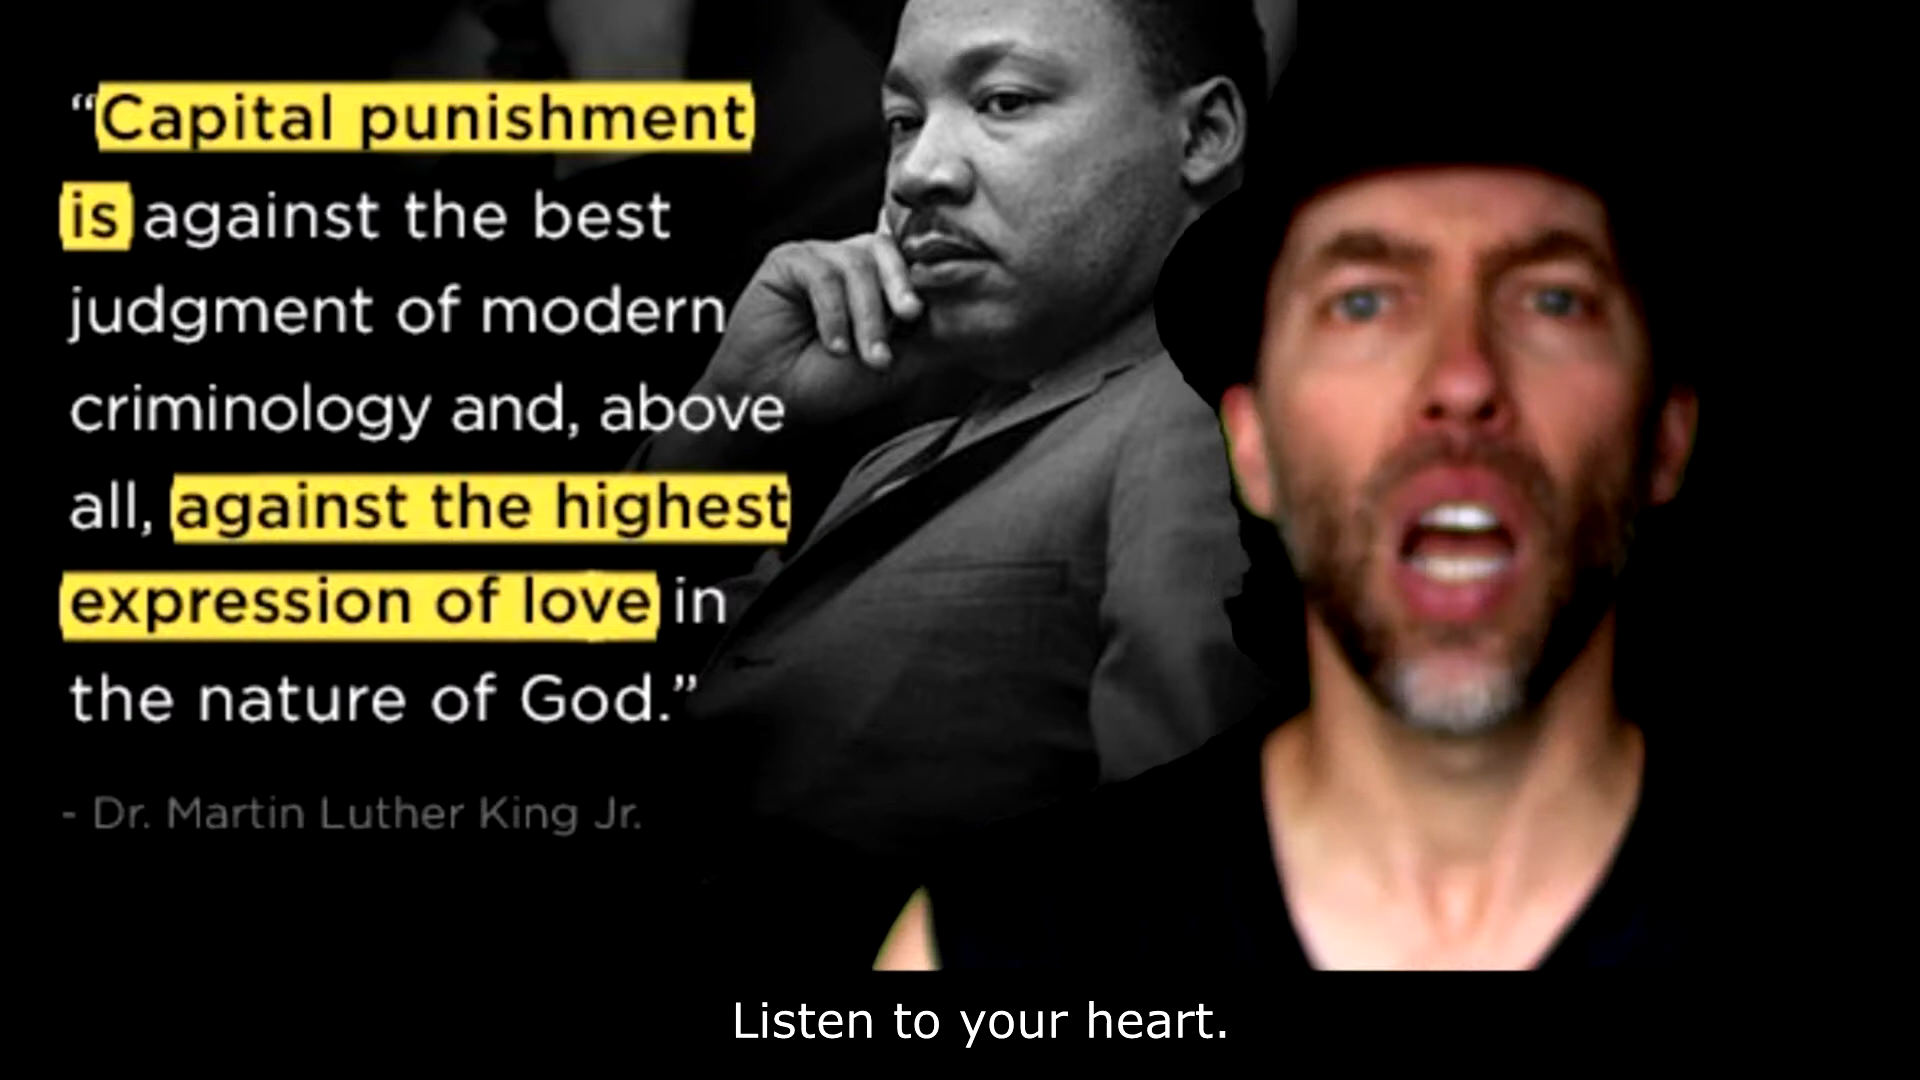 “Capital punishment
is against the best
judgment of modern
criminology and, above
all, against the highest
expression of love in
the nature of God.”
- Dr. Martin Luther King Jr.
Listen to your heart.